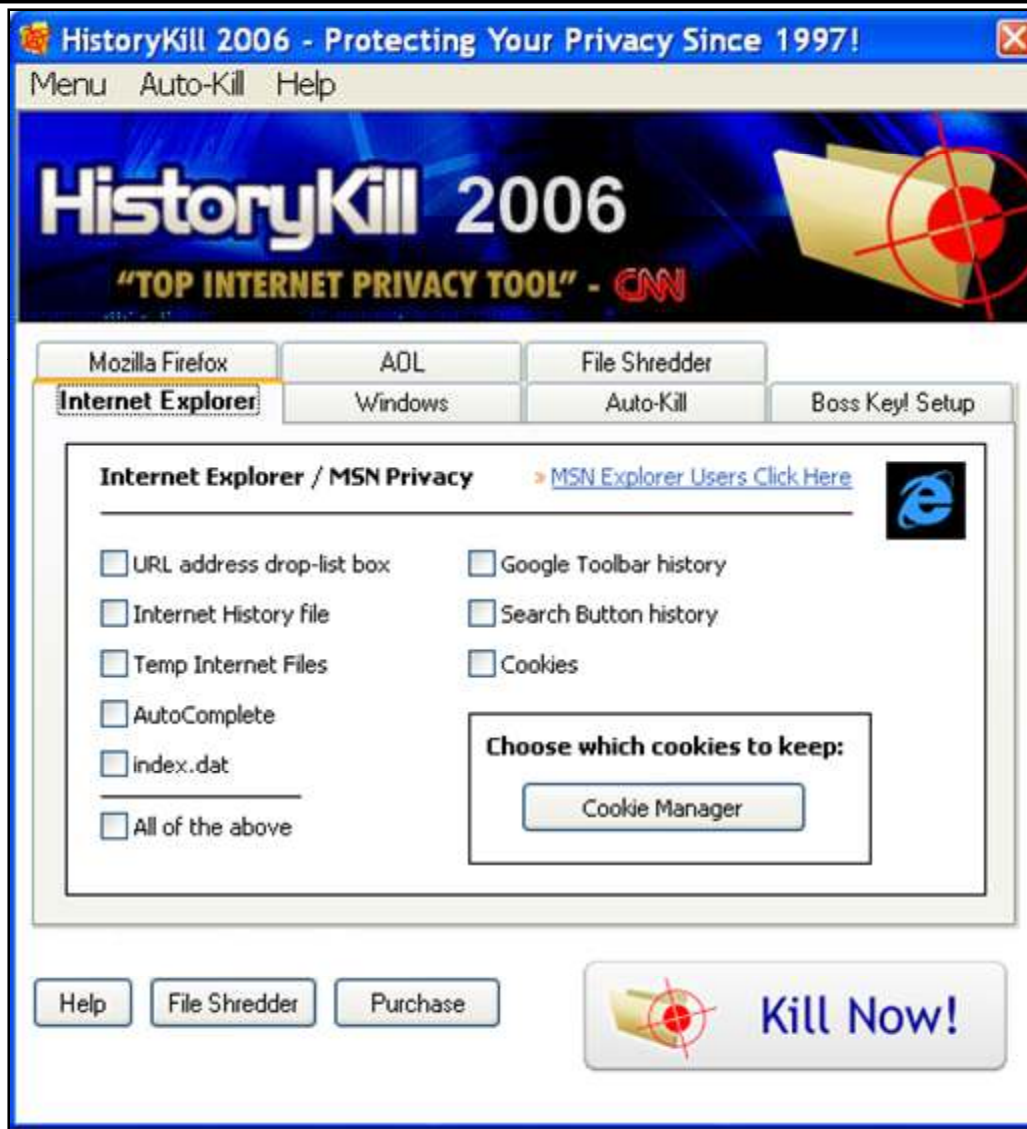 HistoryKill 2006 - Protecting Your Privacy Since 1997!
Menu Auto-Kill Help
HistoryKill 2006
"TOP INTERNET PRIVACY TOOL" - CNN
Mozilla Firefox AOL File Shredder
Internet Explorer Windows Auto-Kill Boss Key! Setup
Internet Explorer / MSN Privacy » MSN Explorer Users Click Here
URL address drop-list box Google Toolbar history
Internet History file Search Button history
Temp Internet Files Cookies
AutoComplete
index.dat
Choose which cookies to keep:
Cookie Manager
All of the above
Help File Shredder Purchase Kill Now!